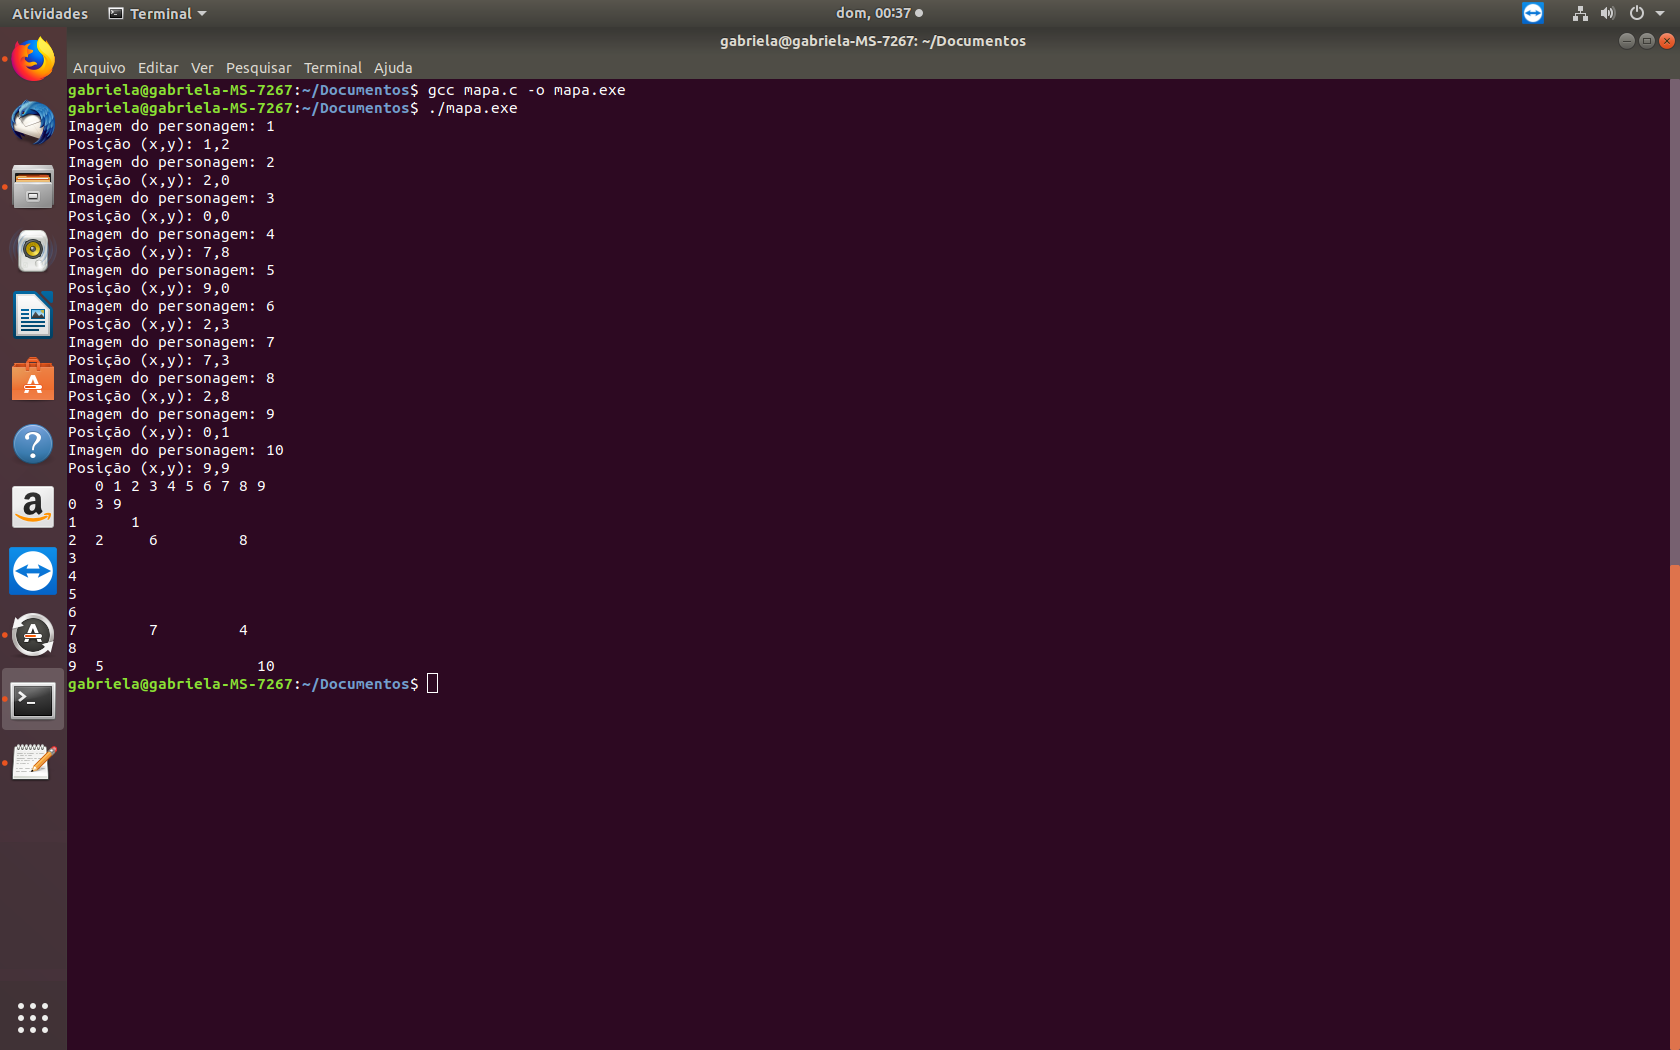 Atividades Terminal dom, 00:37
gabriela@gabriela-MS-7267: ~/Documentos
Arquivo Editar Ver Pesquisar Terminal Ajuda
gabriela@gabriela-MS-7267:~/Documentos$ gcc mapa.c -o mapa.exe
gabriela@gabriela-MS-7267:~/Documentos$ ./mapa.exe
Imagem do personagem: 1
Posição (x,y): 1,2
Imagem do personagem: 2
Posição (x,y): 2,0
Imagem do personagem: 3
Posição (x,y): 0,0
Imagem do personagem: 4
Posição (x,y): 7,8
Imagem do personagem: 5
Posição (x,y): 9,0
Imagem do personagem: 6
Posição (x,y): 2,3
Imagem do personagem: 7
Posição (x,y): 7,3
Imagem do personagem: 8
Posição (x,y): 2,8
Imagem do personagem: 9
Posição (x,y): 0,1
Imagem do personagem: 10
Posição (x,y): 9,9
   0 1 2 3 4 5 6 7 8 9
0  3 9
1      1
2  2     6         8
3
4
5
6
7        7         4
8
9  5                 10
gabriela@gabriela-MS-7267:~/Documentos$